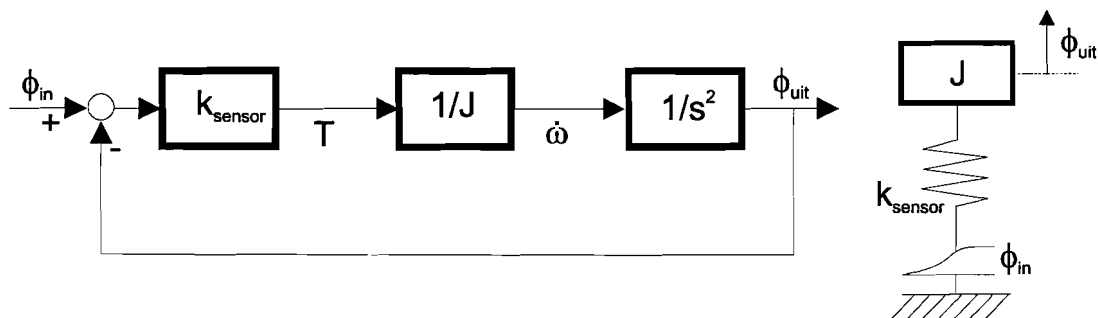 ϕin
+
-
ksensor
T
1/J
ω̇
1/s²
ϕuit
J
ϕuit
ksensor
ϕin